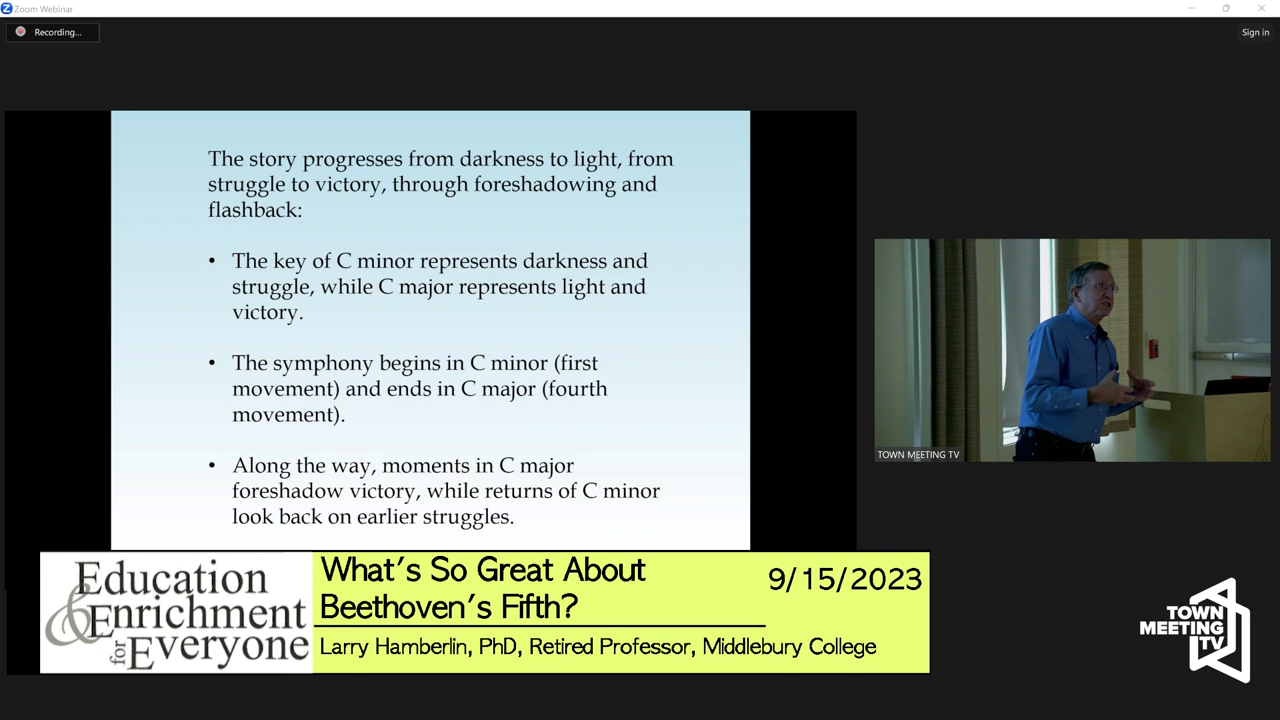 Zoom Webinar
Recording...
Sign in
The story progresses from darkness to light, from
struggle to victory, through foreshadowing and
flashback:
• The key of C minor represents darkness and
struggle, while C major represents light and
victory.
• The symphony begins in C minor (first
movement) and ends in C major (fourth
movement).
• Along the way, moments in C major
foreshadow victory, while returns of C minor
look back on earlier struggles.
TOWN MEETING TV
Education
& Enrichment
for Everyone
What's So Great About
Beethoven's Fifth?
9/15/2023
Larry Hamberlin, PhD, Retired Professor, Middlebury College
TOWN
MEETING
TV